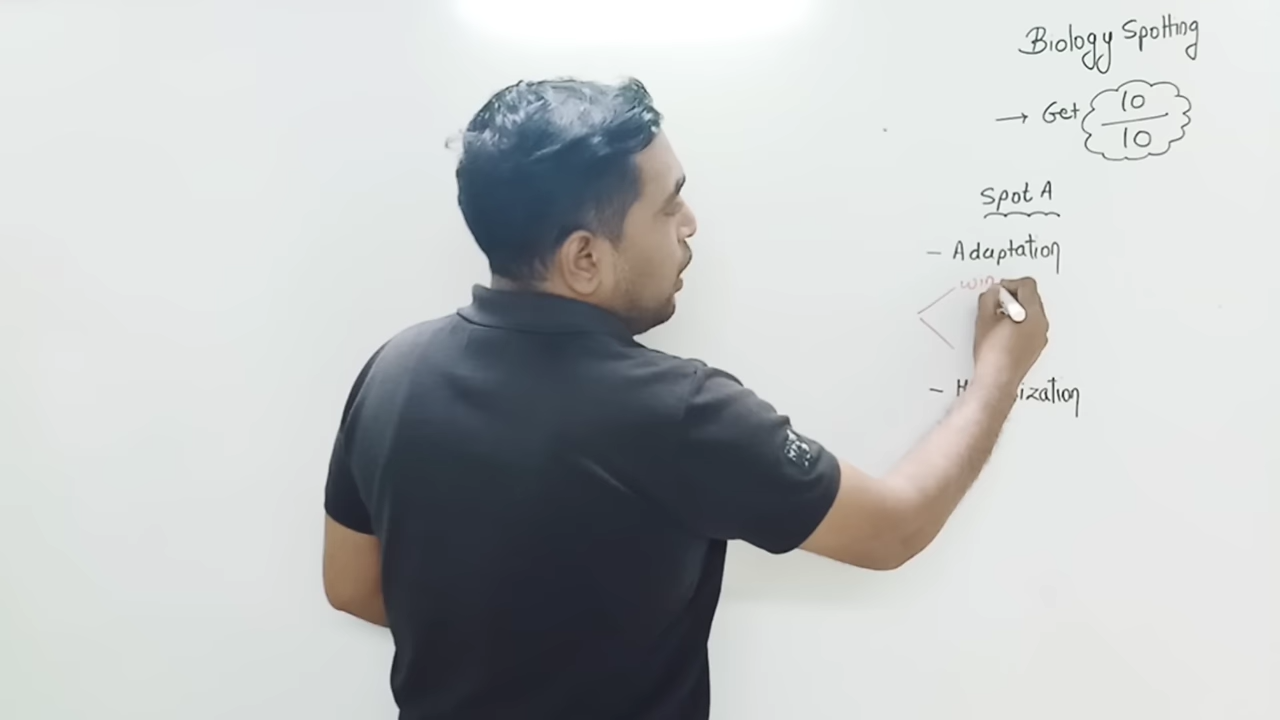 Biology Spotting
→ Get 10/10
Spot A
- Adaptation